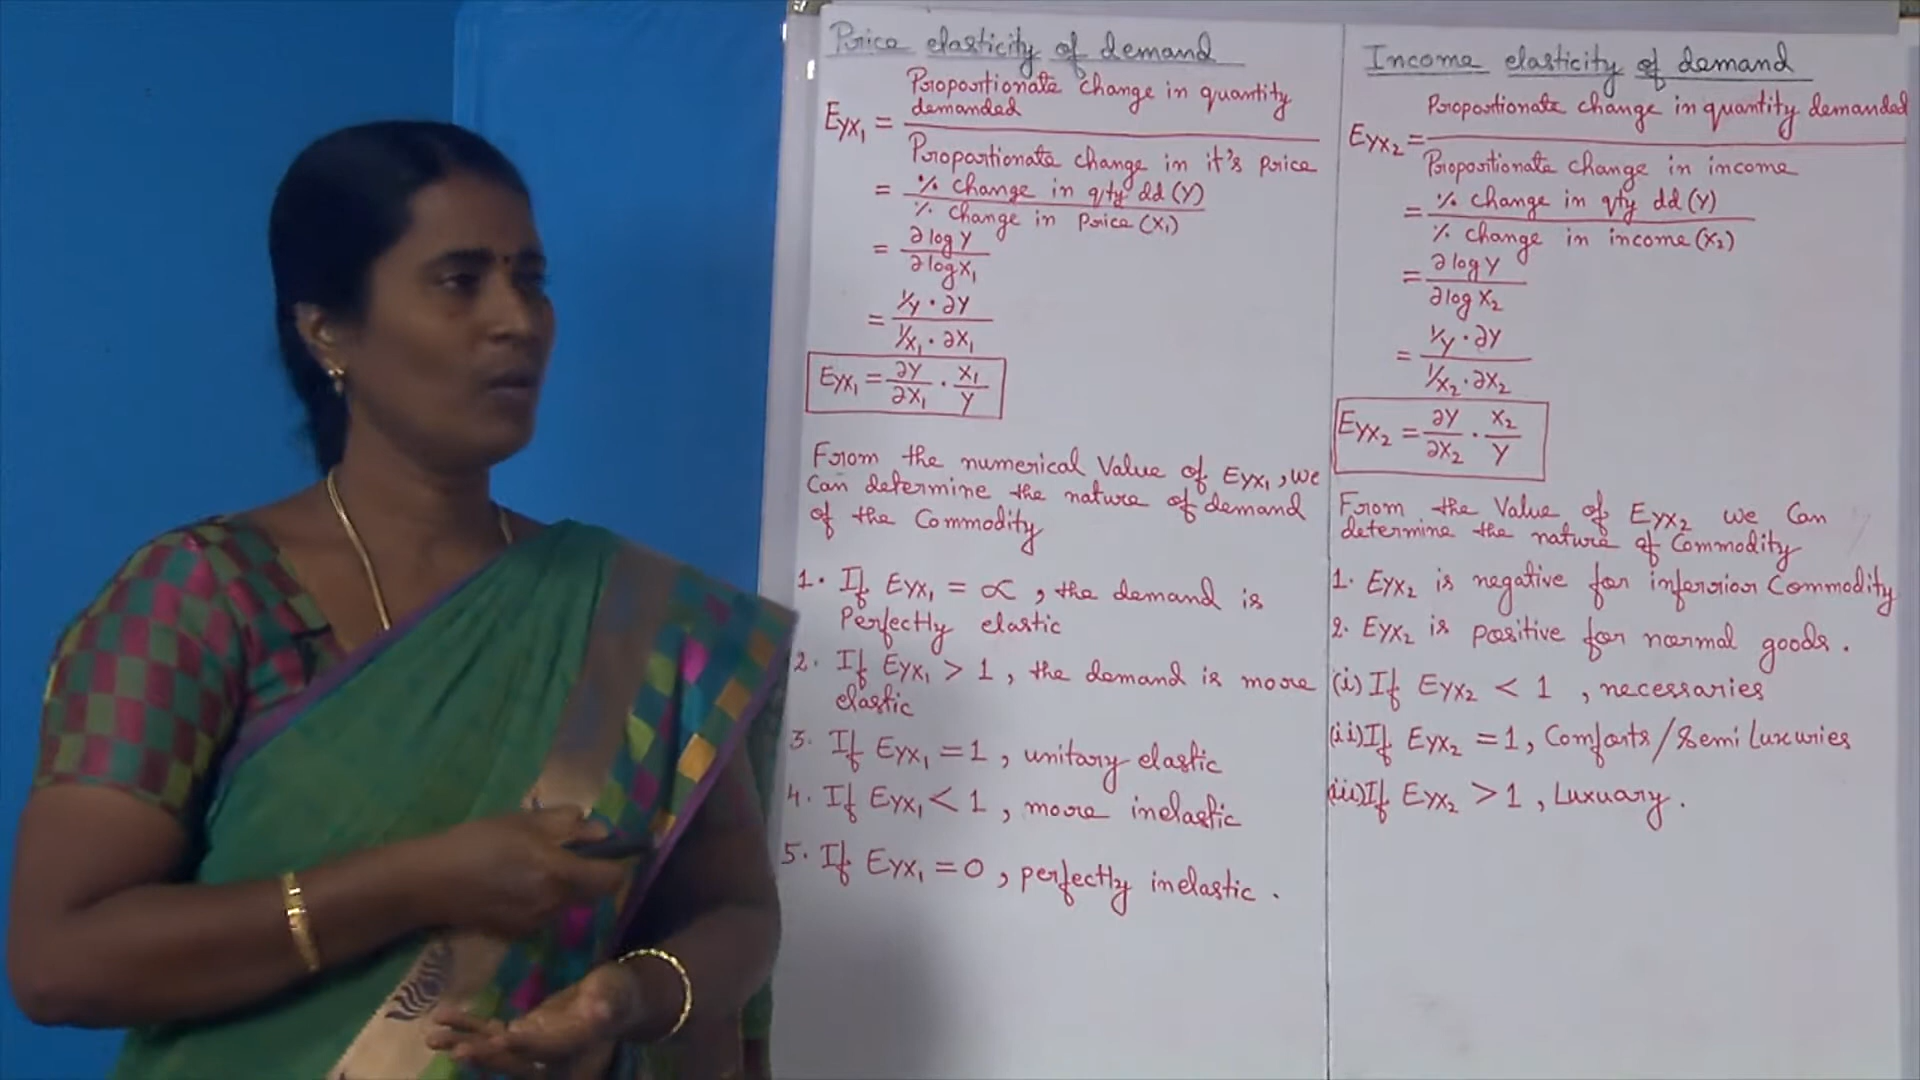 Price elasticity of demand
Proportionate change in quantity
demanded
Eyx₁ =
Proportionate change in it's price
= % change in qty dd (Y)
% change in price (X₁)
= ∂ log Y
∂ log X₁
= 1/Y · ∂Y
1/X₁ · ∂X₁
Eyx₁ = ∂Y/∂X₁ · X₁/Y
From the numerical Value of Eyx₁, we
Can determine the nature of demand
of the Commodity
1. If Eyx₁ = ∝, the demand is
Perfectly elastic
2. If Eyx₁ > 1, the demand is more
elastic
3. If Eyx₁ = 1, unitary elastic
4. If Eyx₁ < 1, more inelastic
5. If Eyx₁ = 0, perfectly inelastic.
Income elasticity of demand
Proportionate change in quantity demanded
Eyx₂ =
Proportionate change in income
= % change in qty dd (Y)
% change in income (X₂)
= ∂ log Y
∂ log X₂
= 1/Y · ∂Y
1/X₂ · ∂X₂
Eyx₂ = ∂Y/∂X₂ · X₂/Y
From the Value of Eyx₂ we Can
determine the nature of Commodity
1. Eyx₂ is negative for inferior Commodity
2. Eyx₂ is positive for normal goods.
(i) If Eyx₂ < 1, necessaries
(ii) If Eyx₂ = 1, Comforts/Semi Luxuries
(iii) If Eyx₂ > 1, Luxuary.